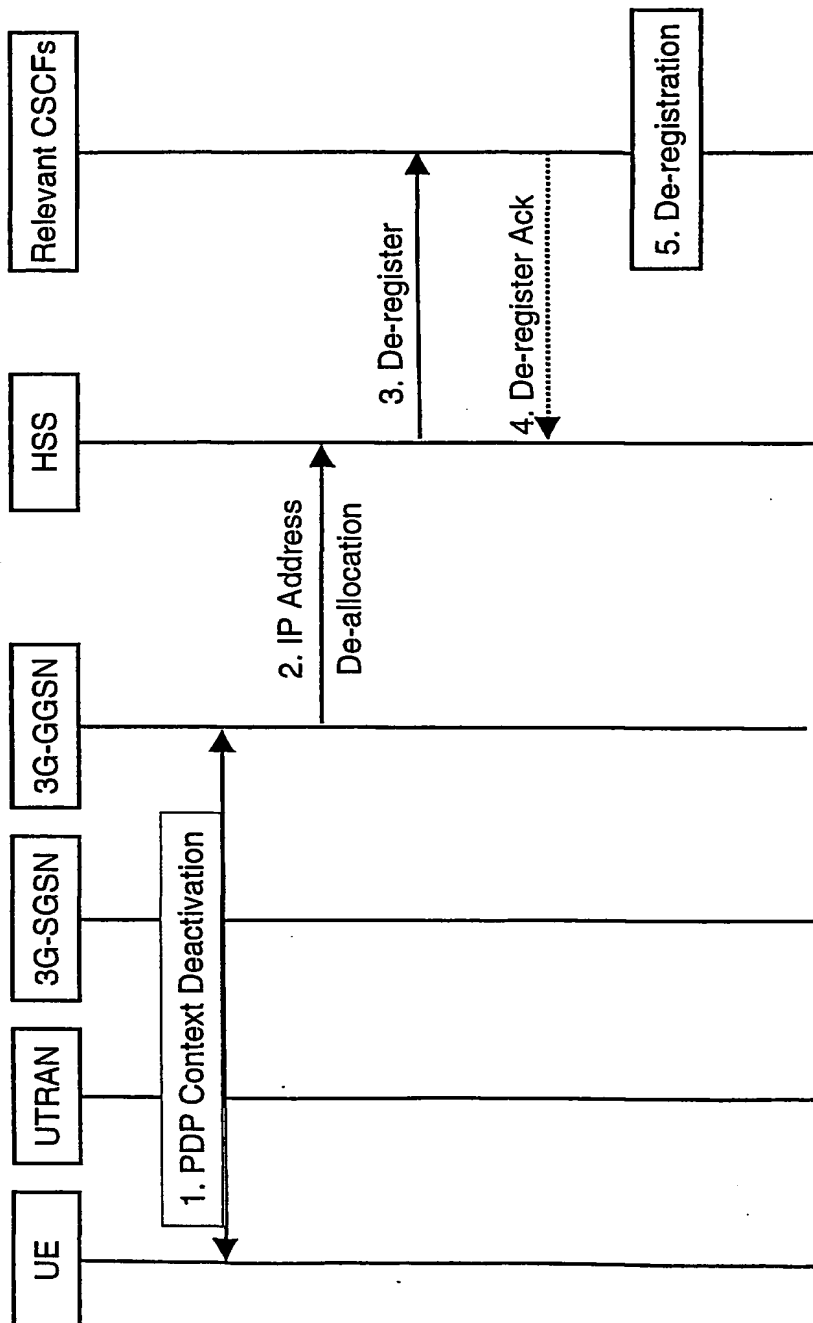 UE
UTRAN
3G-SGSN
3G-GGSN
HSS
Relevant CSCFs
1. PDP Context Deactivation
2. IP Address
De-allocation
3. De-register
4. De-register Ack
5. De-registration